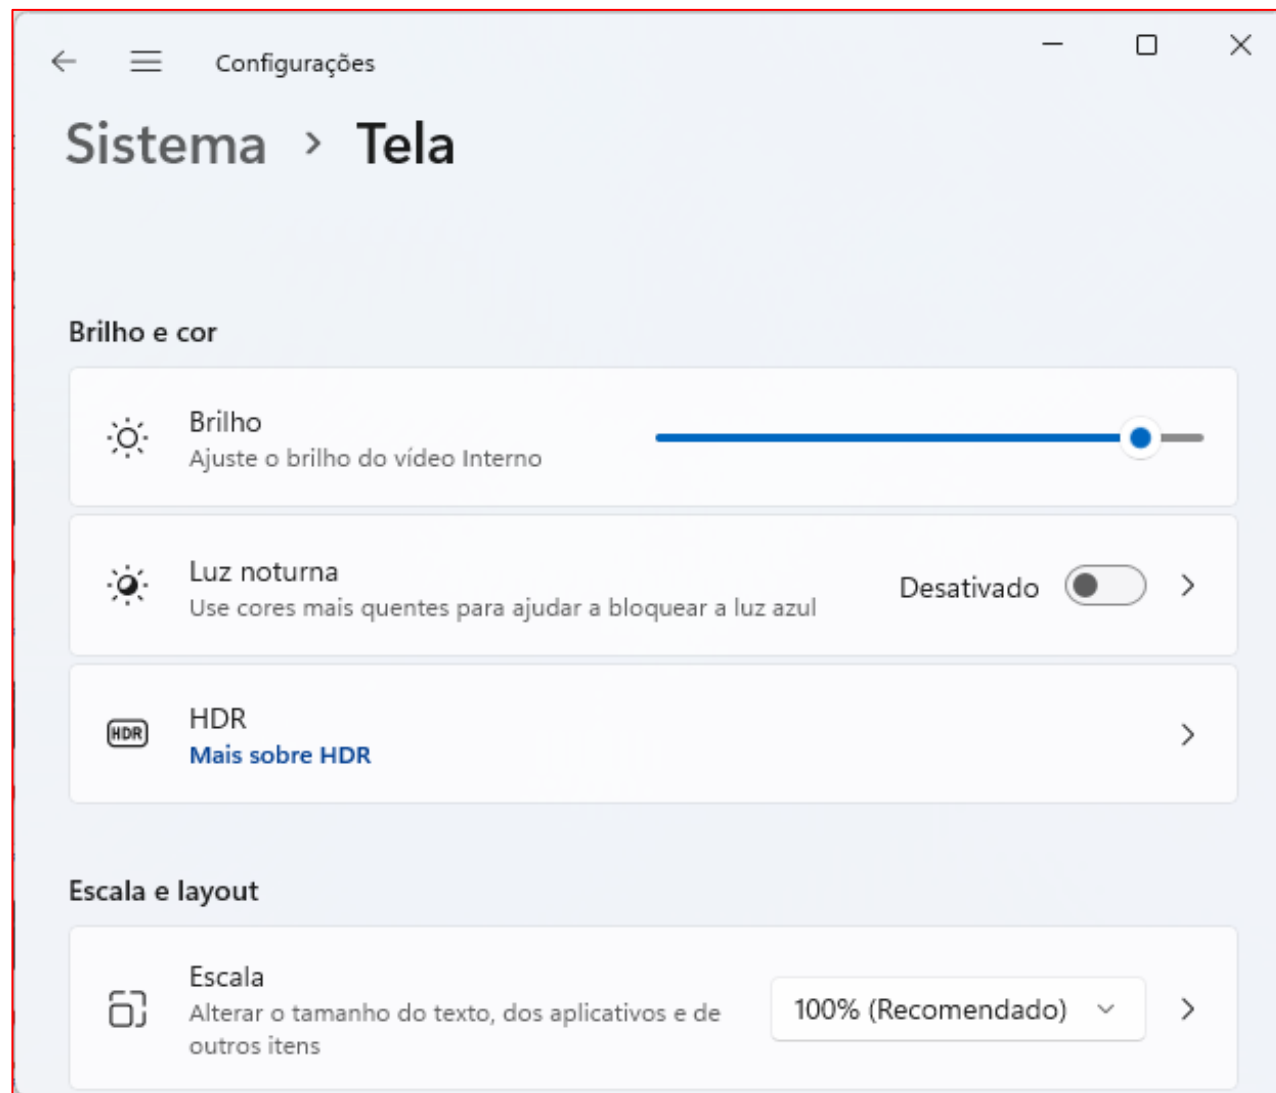 Configurações
Sistema > Tela
Brilho e cor
Brilho
Ajuste o brilho do vídeo Interno
Luz noturna
Use cores mais quentes para ajudar a bloquear a luz azul
Desativado
HDR
HDR
Mais sobre HDR
Escala e layout
Escala
Alterar o tamanho do texto, dos aplicativos e de
outros itens
100% (Recomendado)